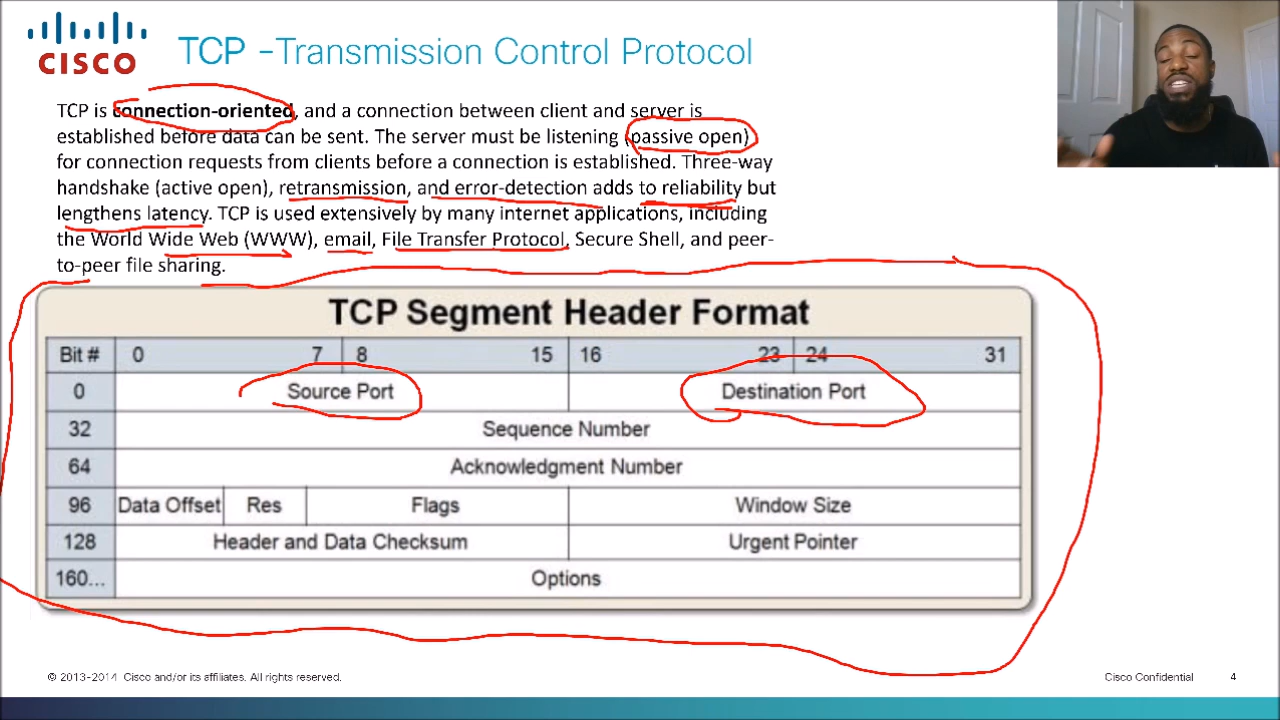 CISCO
TCP –Transmission Control Protocol
TCP is connection-oriented, and a connection between client and server is
established before data can be sent. The server must be listening (passive open)
for connection requests from clients before a connection is established. Three-way
handshake (active open), retransmission, and error-detection adds to reliability but
lengthens latency. TCP is used extensively by many internet applications, including
the World Wide Web (WWW), email, File Transfer Protocol, Secure Shell, and peer-
to-peer file sharing.
TCP Segment Header Format
Bit # 0 7 8 15 16 23 24 31
0 Source Port Destination Port
32 Sequence Number
64 Acknowledgment Number
96 Data Offset Res Flags Window Size
128 Header and Data Checksum Urgent Pointer
160... Options
© 2013-2014 Cisco and/or its affiliates. All rights reserved. Cisco Confidential 4